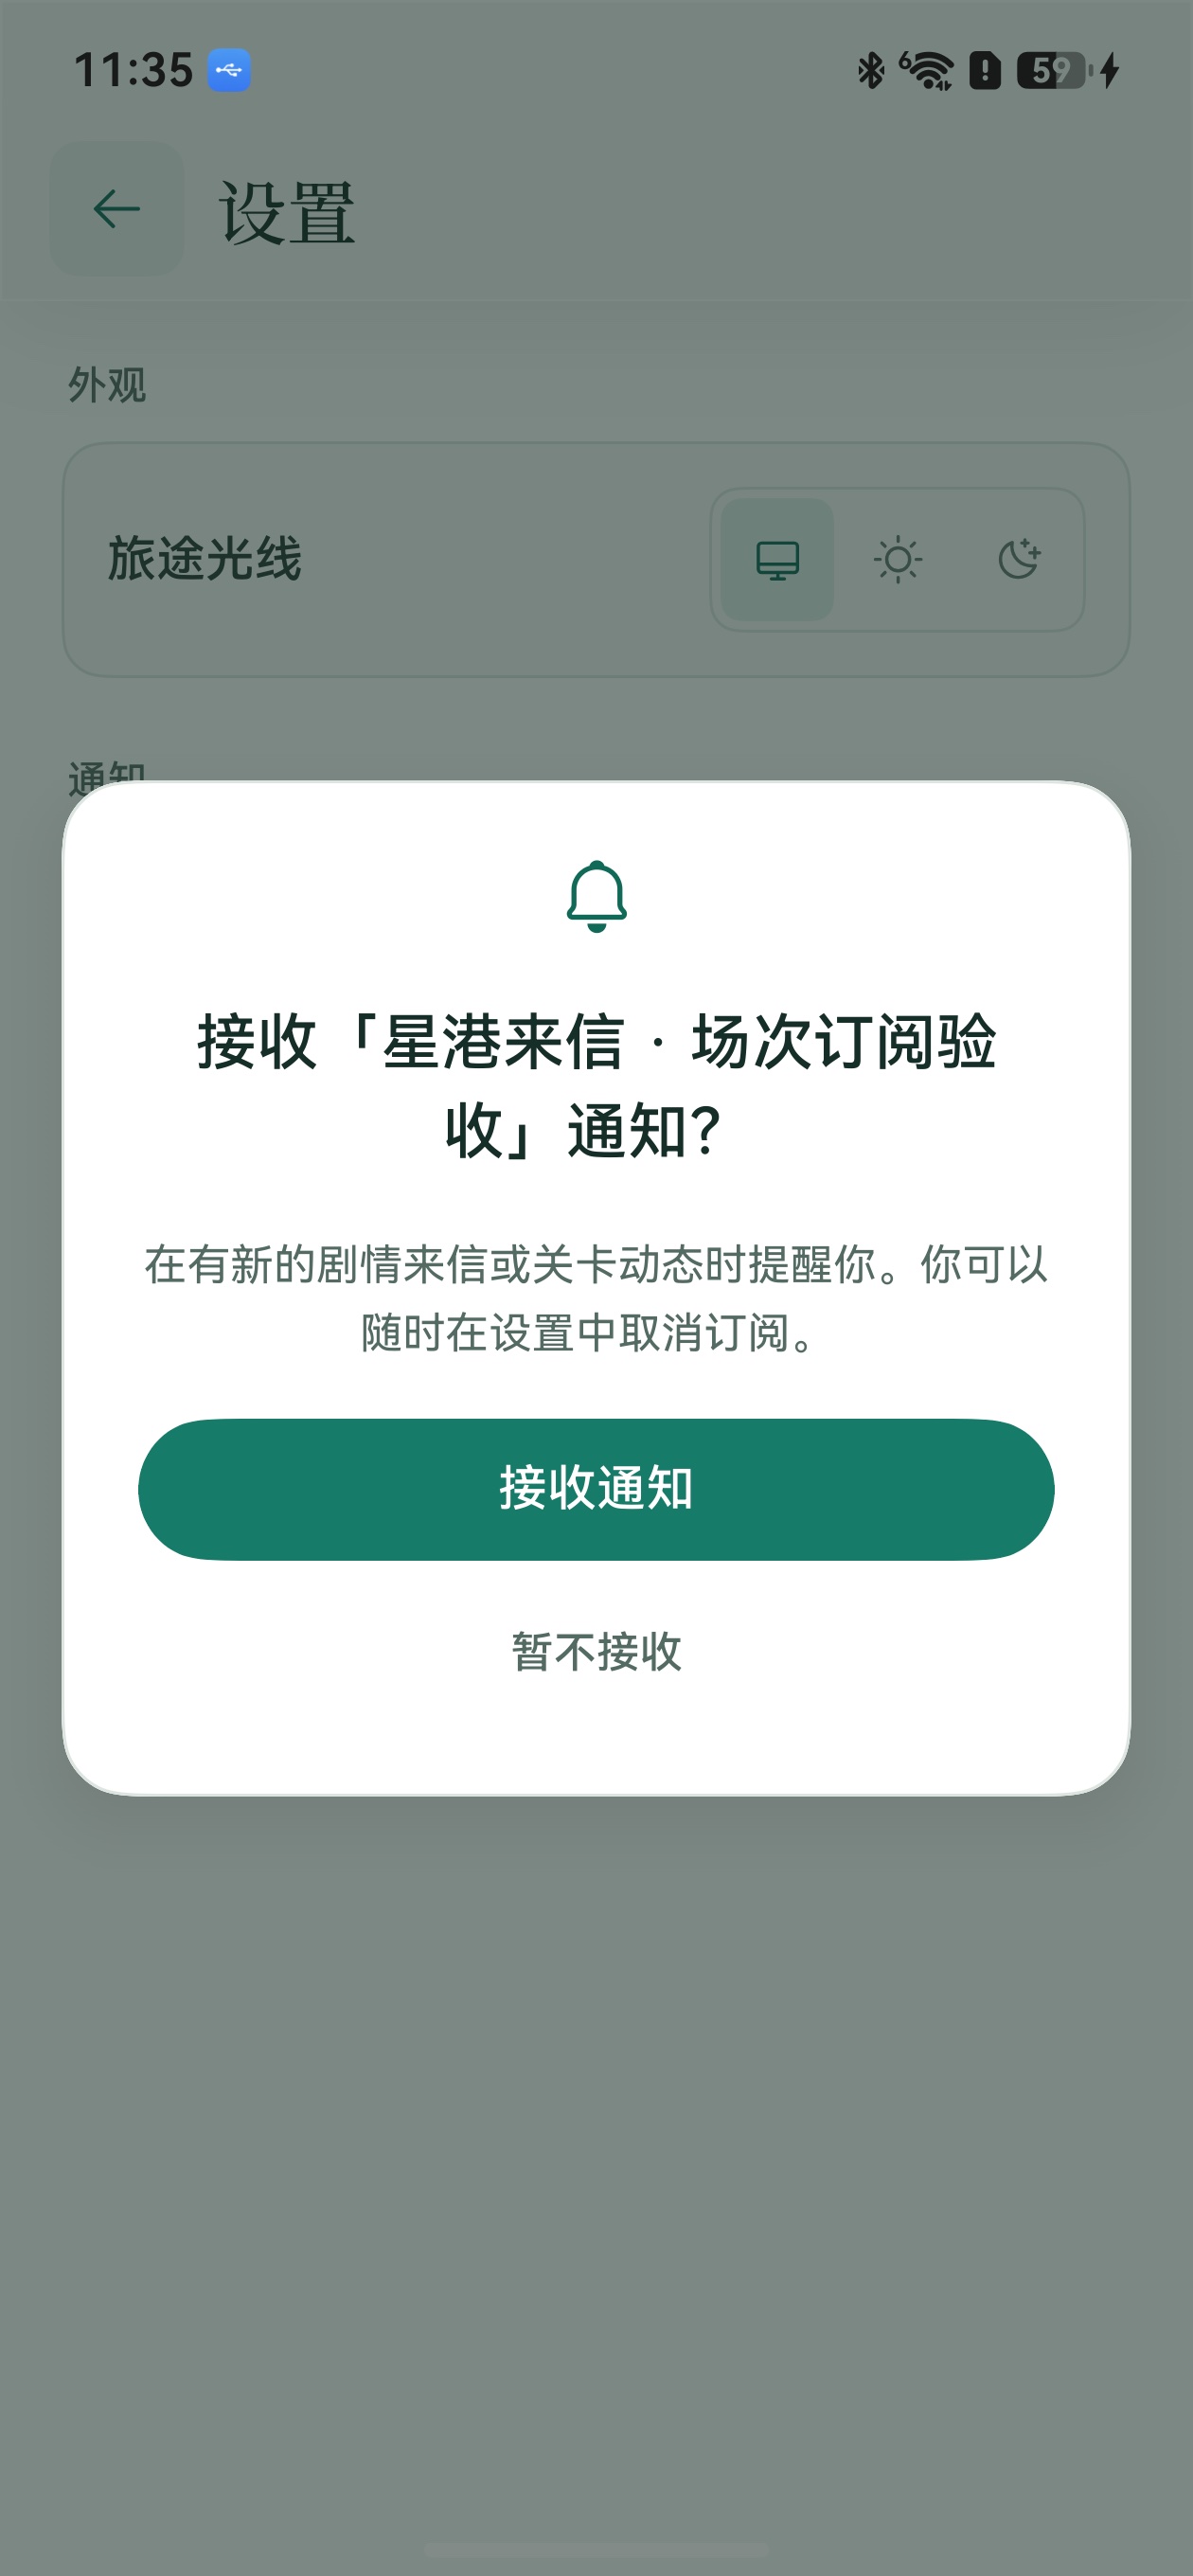 11:35
6
59
设置
外观
旅途光线
通知
接收「星港来信 · 场次订阅验
收」通知？
在有新的剧情来信或关卡动态时提醒你。你可以
随时在设置中取消订阅。
接收通知
暂不接收